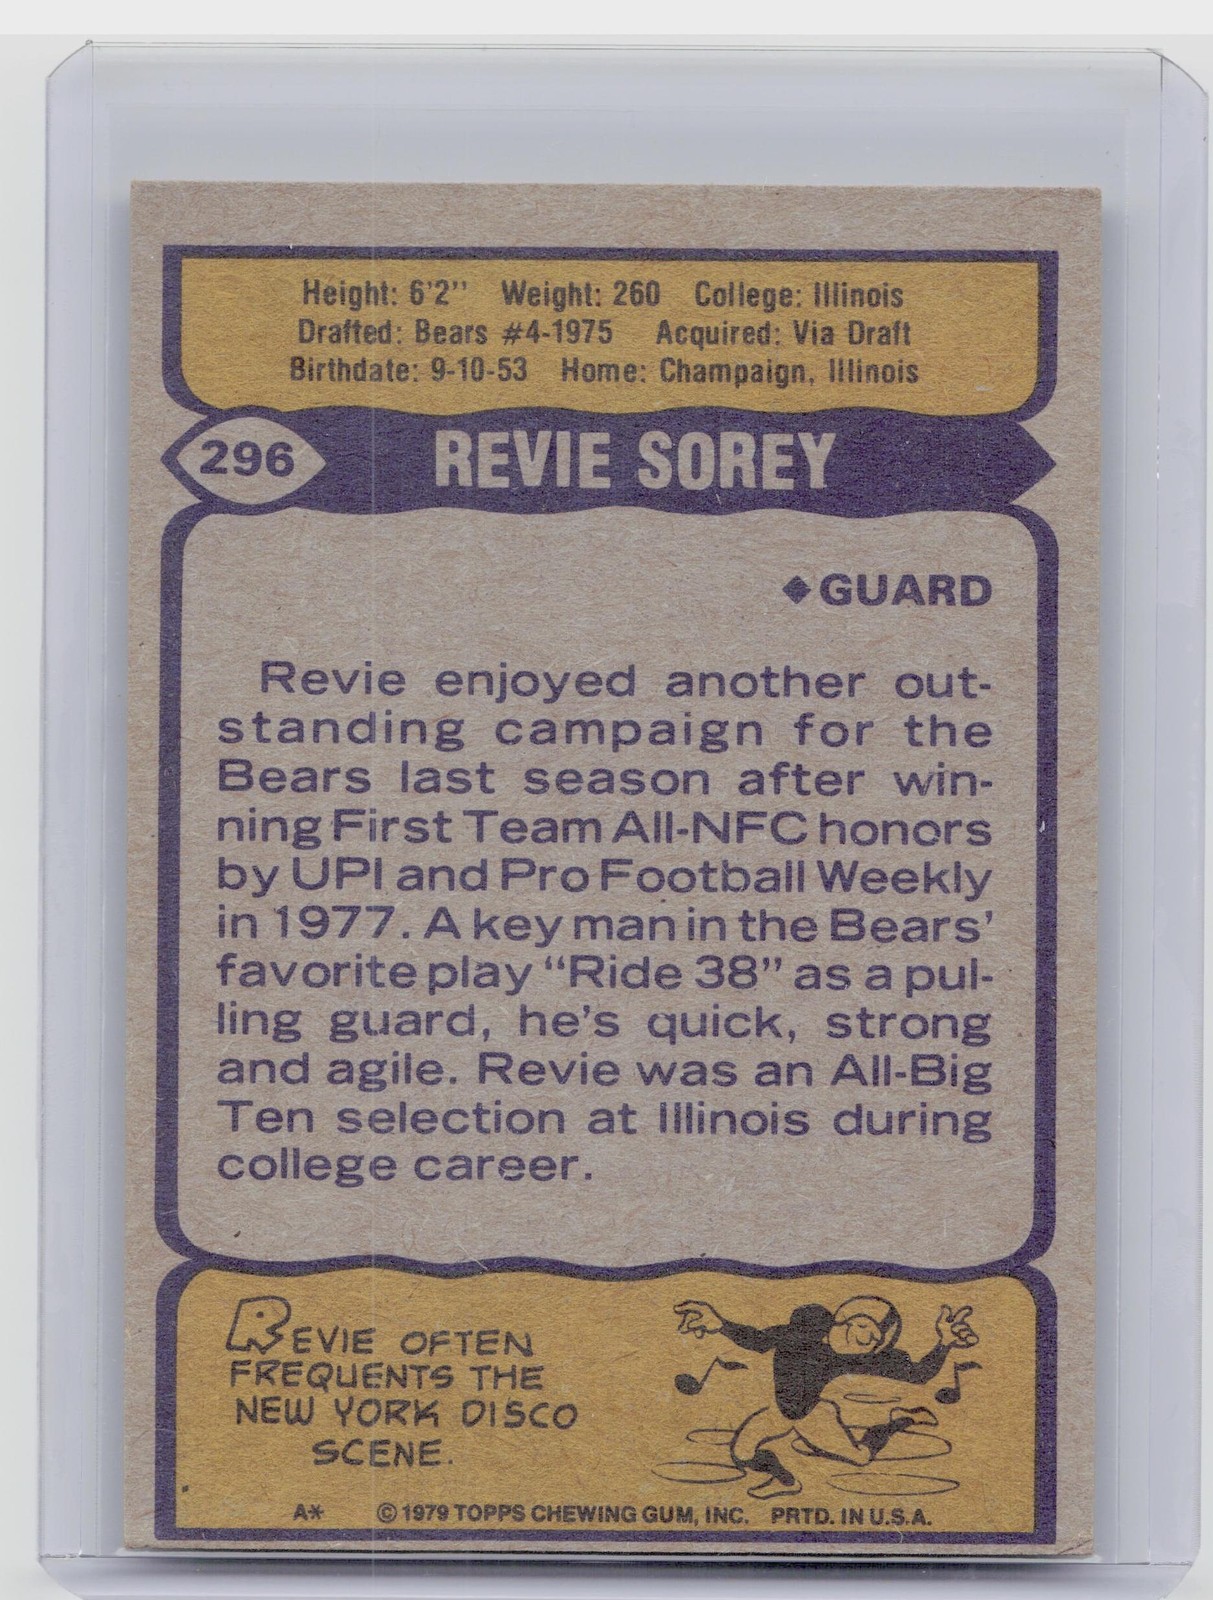 Height: 6'2" Weight: 260 College: Illinois
Drafted: Bears #4-1975 Acquired: Via Draft
Birthdate: 9-10-53 Home: Champaign, Illinois
296 REVIE SOREY
◆GUARD
Revie enjoyed another out-
standing campaign for the
Bears last season after win-
ning First Team All-NFC honors
by UPI and Pro Football Weekly
in 1977. A key man in the Bears'
favorite play "Ride 38" as a pul-
ling guard, he's quick, strong
and agile. Revie was an All-Big
Ten selection at Illinois during
college career.
REVIE OFTEN
FREQUENTS THE
NEW YORK DISCO
SCENE.
A* © 1979 TOPPS CHEWING GUM, INC. PRTD. IN U.S.A.